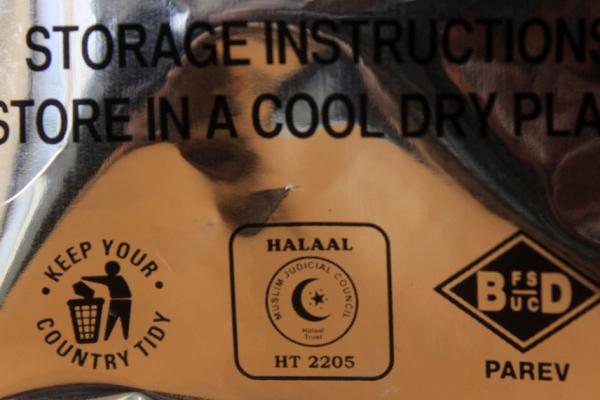 STORAGE INSTRUCTIONS
STORE IN A COOL DRY PLA
KEEP YOUR
COUNTRY TIDY
HALAAL
MUSLIM JUDICIAL COUNCIL
Halaal
Trust
HT 2205
B FS UC D
PAREV